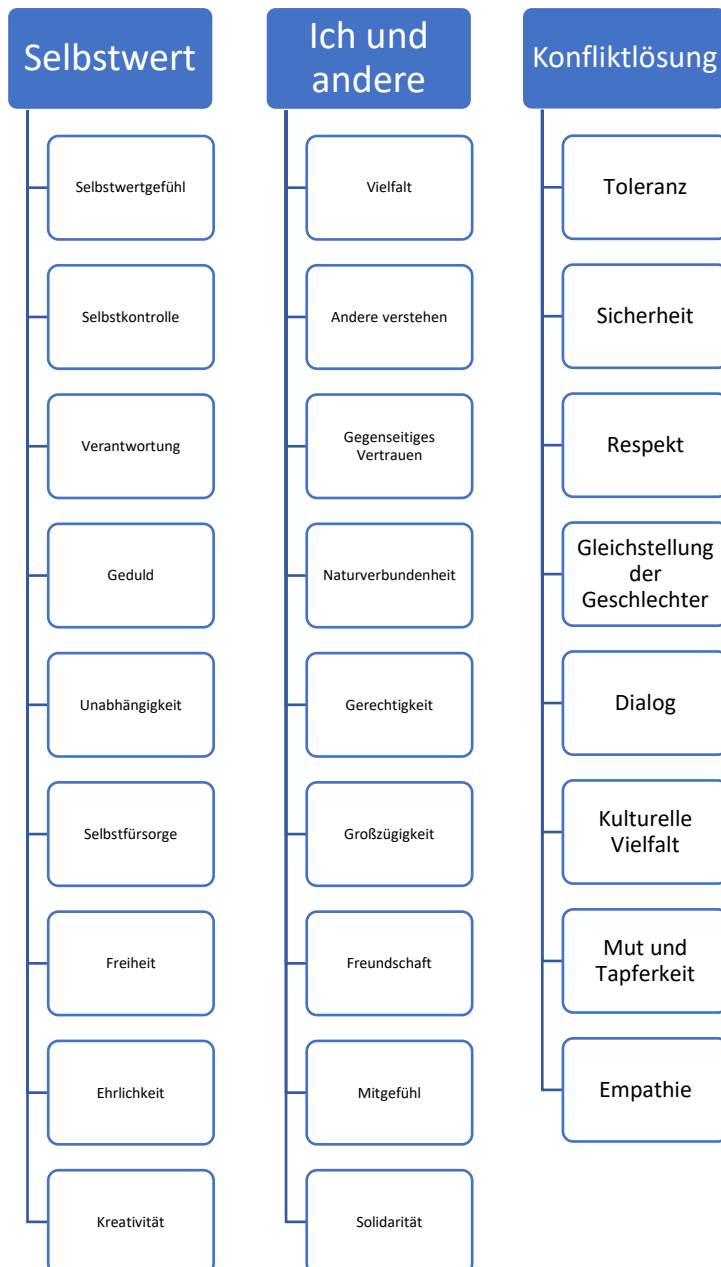 Selbstwert
Selbstwertgefühl
Selbstkontrolle
Verantwortung
Geduld
Unabhängigkeit
Selbstfürsorge
Freiheit
Ehrlichkeit
Kreativität
Ich und
andere
Vielfalt
Andere verstehen
Gegenseitiges
Vertrauen
Naturverbundenheit
Gerechtigkeit
Großzügigkeit
Freundschaft
Mitgefühl
Solidarität
Konfliktlösung
Toleranz
Sicherheit
Respekt
Gleichstellung
der
Geschlechter
Dialog
Kulturelle
Vielfalt
Mut und
Tapferkeit
Empathie